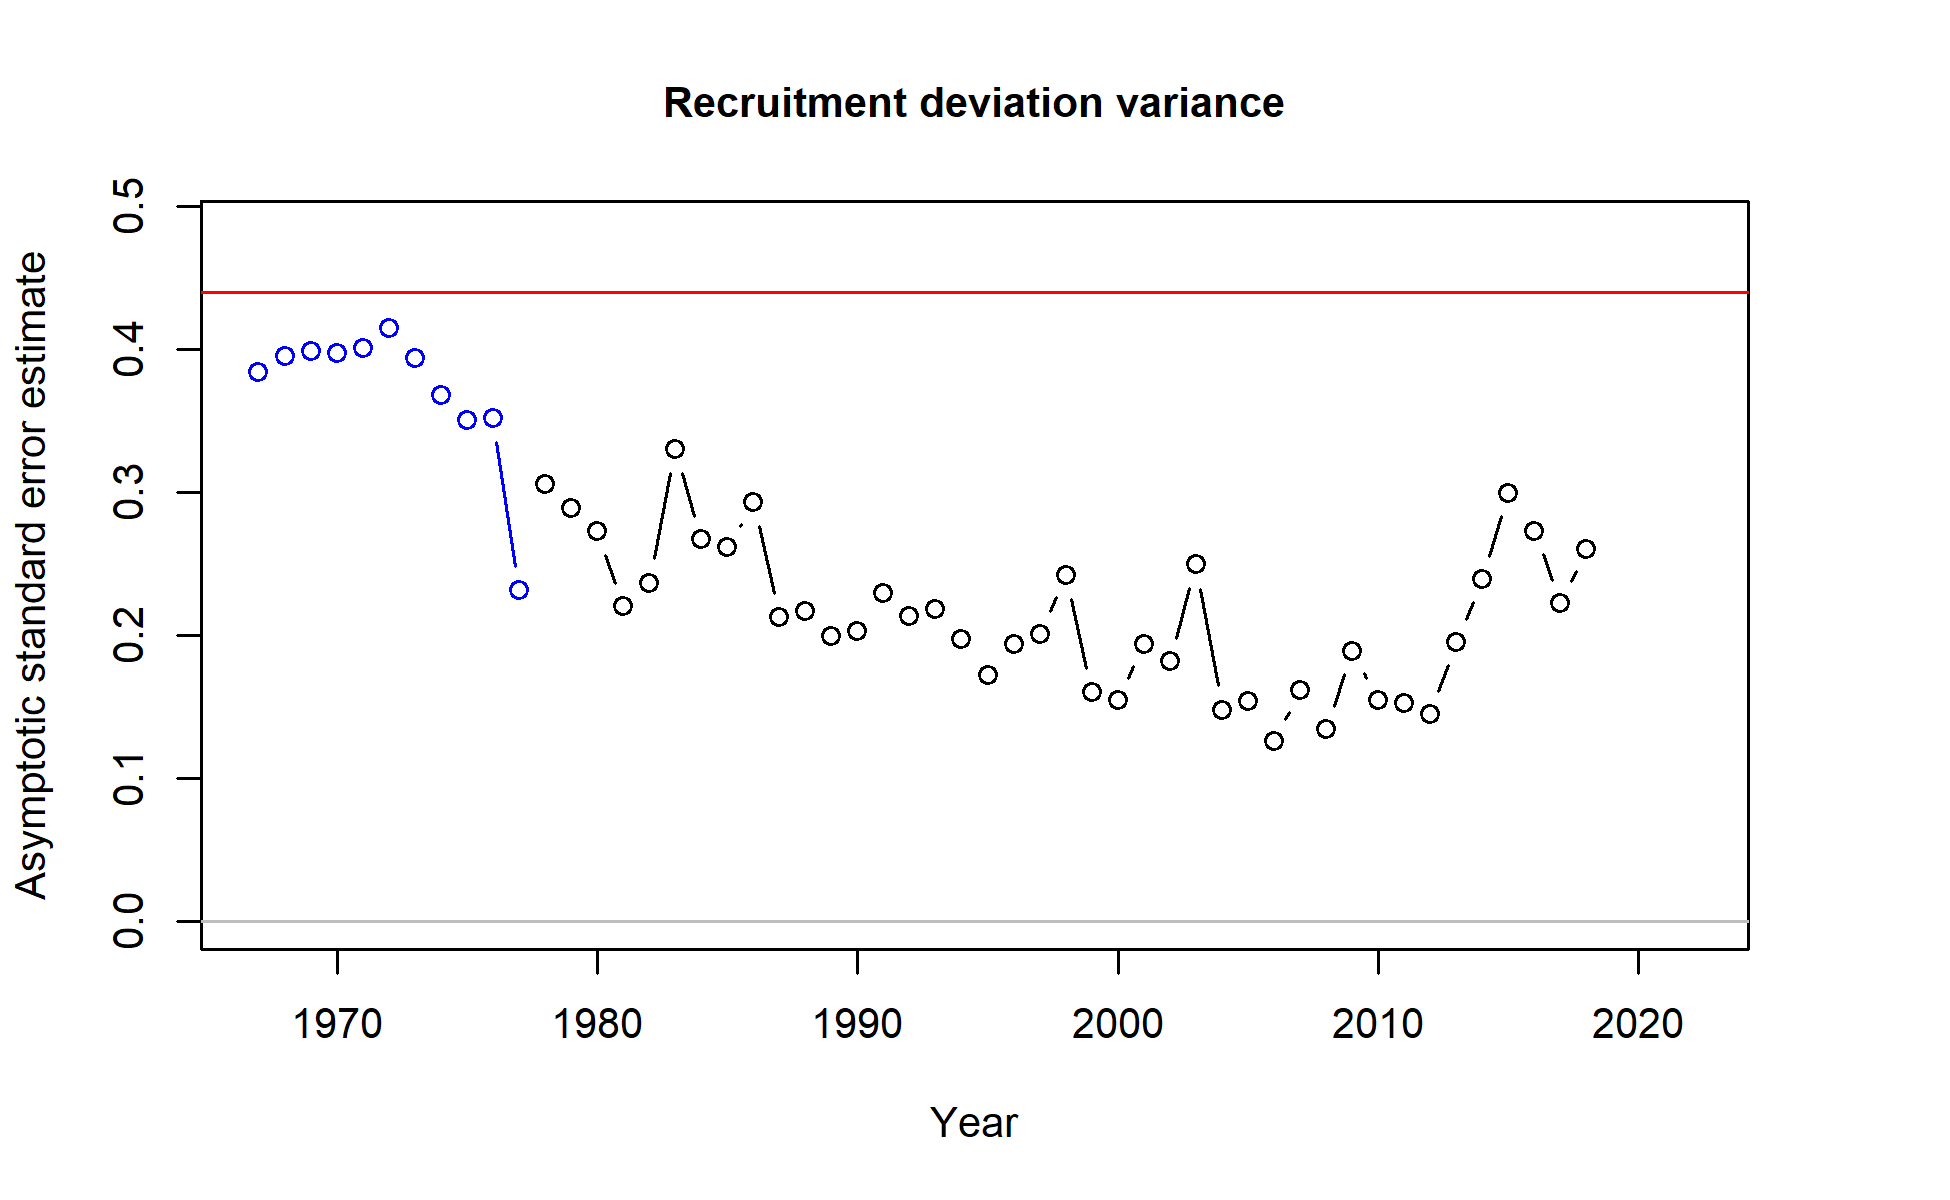 Recruitment deviation variance
Asymptotic standard error estimate
0.5
0.4
0.3
0.2
0.1
0.0
1970 1980 1990 2000 2010 2020
Year